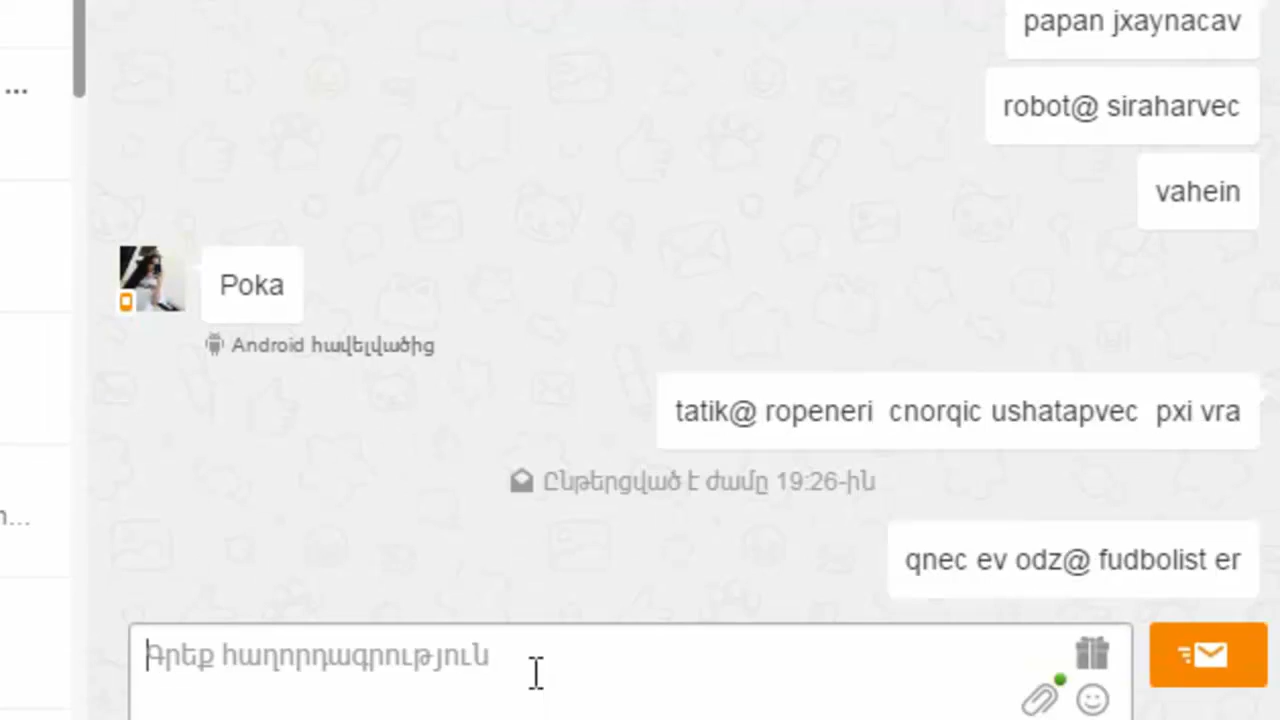 papan jxaynacav
...
robot@ siraharvec
vahein
Poka
Android հավելվածից
tatik@ ropeneri cnorqic ushatapvec pxi vra
Ընթերցված է ժամը 19:26-ին
...
qnec ev odz@ fudbolist er
Գրեք հաղորդագրություն